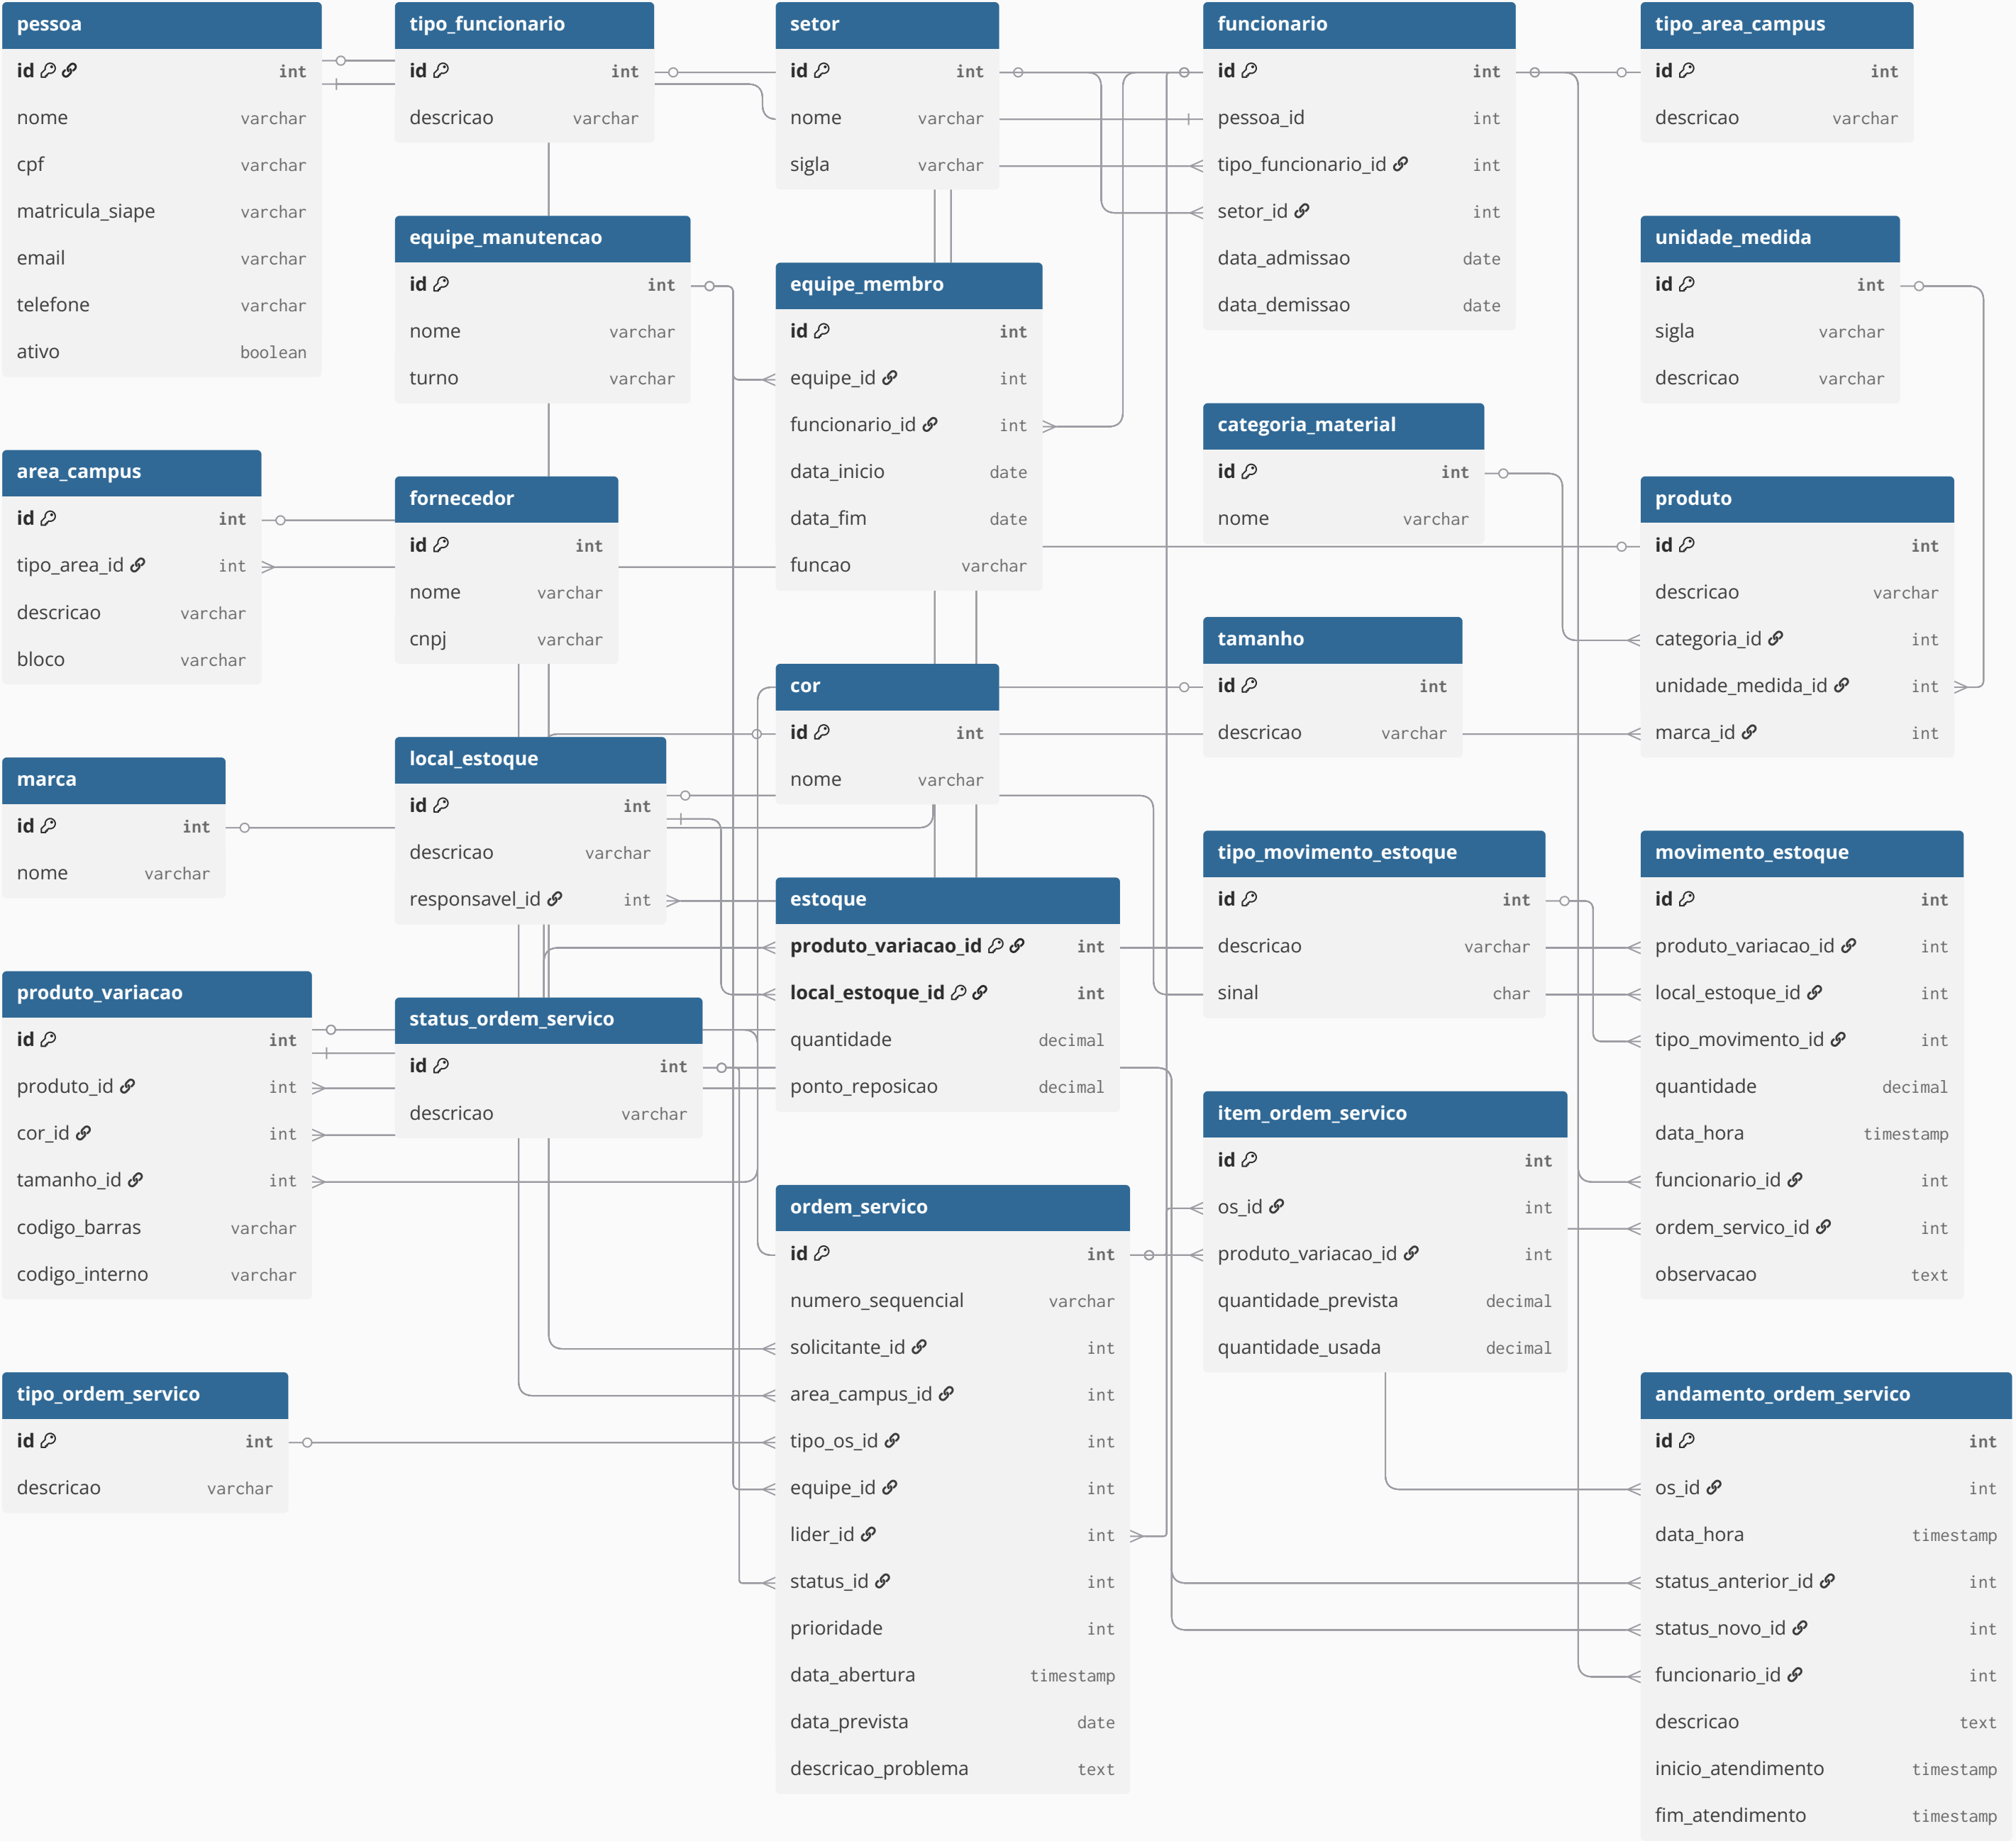 pessoa
id int
nome varchar
cpf varchar
matricula_siape varchar
email varchar
telefone varchar
ativo boolean
tipo_funcionario
id int
descricao varchar
setor
id int
nome varchar
sigla varchar
funcionario
id int
pessoa_id int
tipo_funcionario_id int
setor_id int
data_admissao date
data_demissao date
tipo_area_campus
id int
descricao varchar
equipe_manutencao
id int
nome varchar
turno varchar
equipe_membro
id int
equipe_id int
funcionario_id int
data_inicio date
data_fim date
funcao varchar
unidade_medida
id int
sigla varchar
descricao varchar
categoria_material
id int
nome varchar
area_campus
id int
tipo_area_id int
descricao varchar
bloco varchar
fornecedor
id int
nome varchar
cnpj varchar
produto
id int
descricao varchar
categoria_id int
unidade_medida_id int
marca_id int
tamanho
id int
descricao varchar
cor
id int
nome varchar
marca
id int
nome varchar
local_estoque
id int
descricao varchar
responsavel_id int
estoque
produto_variacao_id int
local_estoque_id int
quantidade decimal
ponto_reposicao decimal
tipo_movimento_estoque
id int
descricao varchar
sinal char
movimento_estoque
id int
produto_variacao_id int
local_estoque_id int
tipo_movimento_id int
quantidade decimal
data_hora timestamp
funcionario_id int
ordem_servico_id int
observacao text
produto_variacao
id int
produto_id int
cor_id int
tamanho_id int
codigo_barras varchar
codigo_interno varchar
status_ordem_servico
id int
descricao varchar
item_ordem_servico
id int
os_id int
produto_variacao_id int
quantidade_prevista decimal
quantidade_usada decimal
ordem_servico
id int
numero_sequencial varchar
solicitante_id int
area_campus_id int
tipo_os_id int
equipe_id int
lider_id int
status_id int
prioridade int
data_abertura timestamp
data_prevista date
descricao_problema text
tipo_ordem_servico
id int
descricao varchar
andamento_ordem_servico
id int
os_id int
data_hora timestamp
status_anterior_id int
status_novo_id int
funcionario_id int
descricao text
inicio_atendimento timestamp
fim_atendimento timestamp